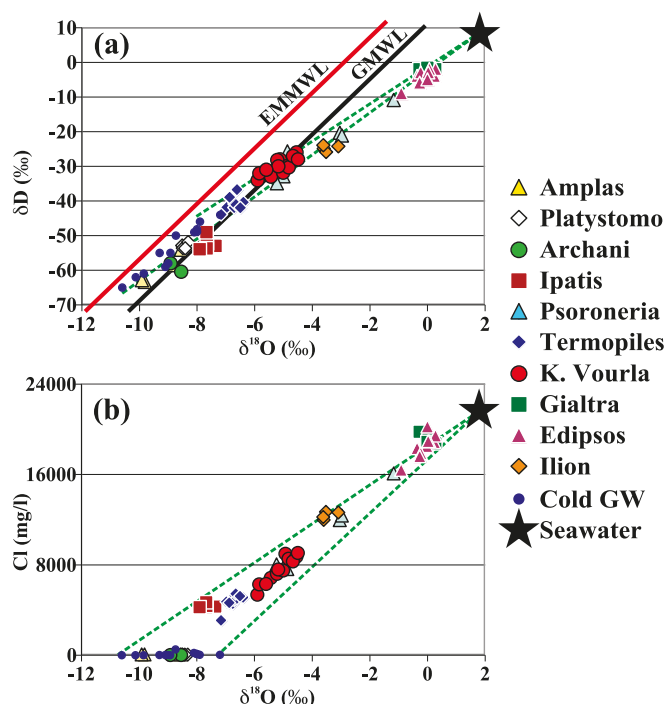 10
(a)
0
-10
-20
-30
-40
-50
-60
-70
δD (‰)
EMMWL
GMWL
-12 -10 -8 -6 -4 -2 0 2
δ¹⁸O (‰)
Amplas
Platystomo
Archani
Ipatis
Psoroneria
Termopiles
K. Vourla
Gialtra
Edipsos
Ilion
Cold GW
Seawater
24000
(b)
16000
8000
0
Cl (mg/l)
-12 -10 -8 -6 -4 -2 0 2
δ¹⁸O (‰)